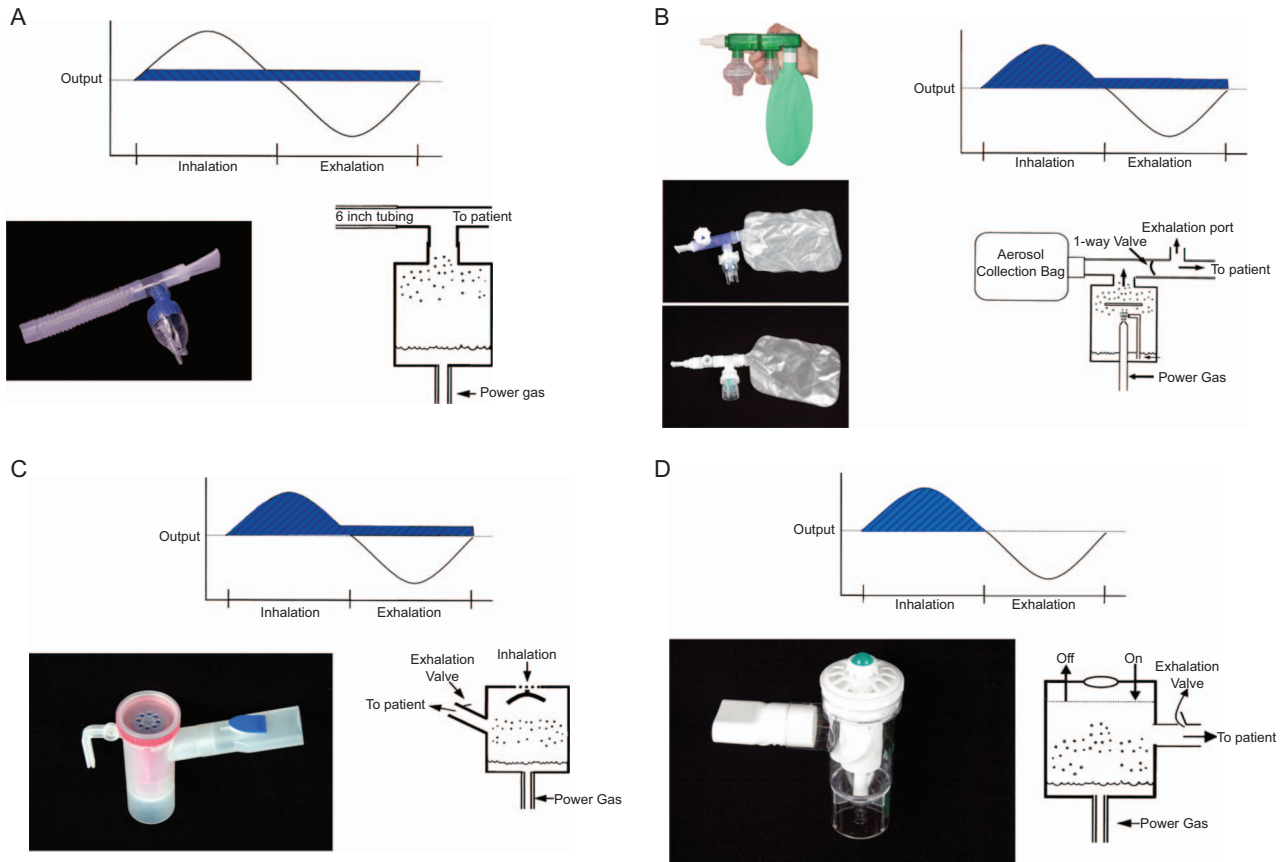 A
Output
Inhalation
Exhalation
6 inch tubing
To patient
Power gas
B
Output
Inhalation
Exhalation
Aerosol
Collection Bag
1-way Valve
Exhalation port
To patient
Power Gas
C
Output
Inhalation
Exhalation
Exhalation
Valve
Inhalation
To patient
Power Gas
D
Output
Inhalation
Exhalation
Off
On
Exhalation
Valve
To patient
Power Gas